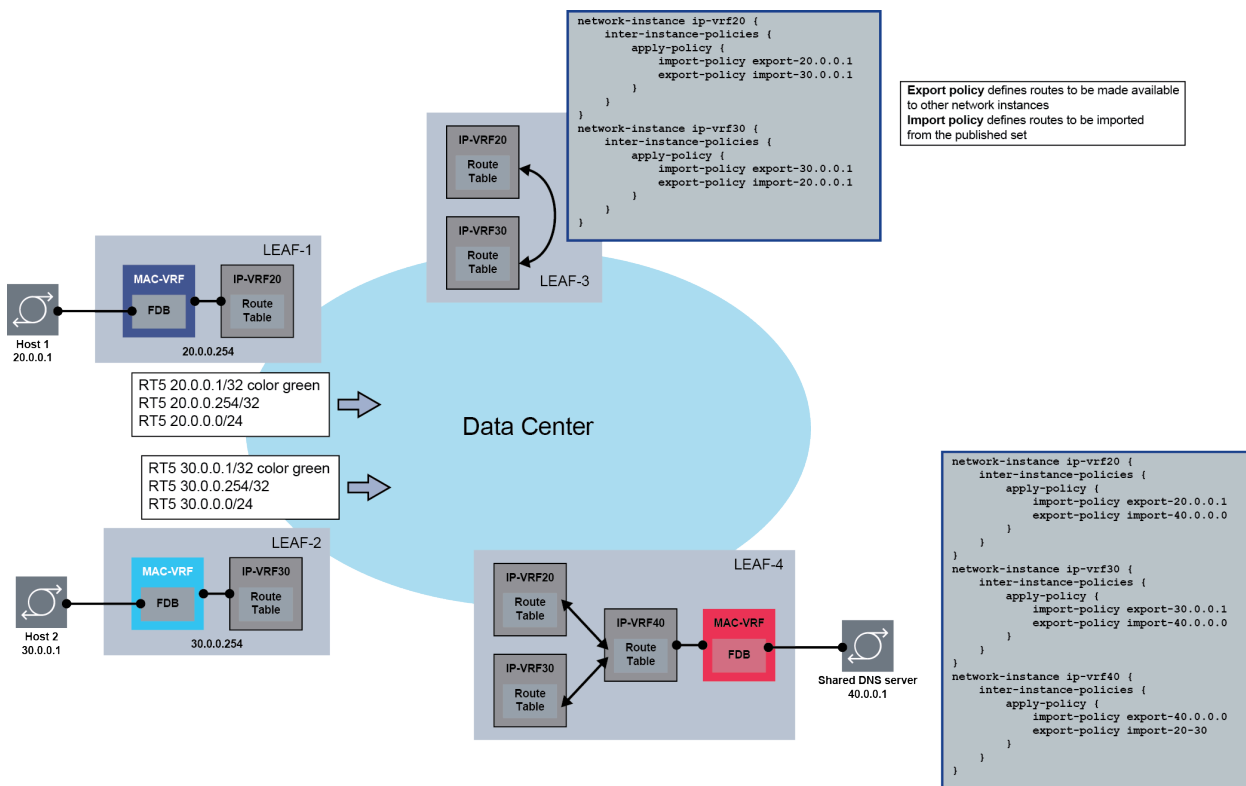 network-instance ip-vrf20 {
inter-instance-policies {
apply-policy {
import-policy export-20.0.0.1
export-policy import-30.0.0.1
}
}
}
network-instance ip-vrf30 {
inter-instance-policies {
apply-policy {
import-policy export-30.0.0.1
export-policy import-20.0.0.1
}
}
}
Export policy defines routes to be made available
to other network instances
Import policy defines routes to be imported
from the published set
IP-VRF20
Route
Table
IP-VRF30
Route
Table
LEAF-3
LEAF-1
MAC-VRF
FDB
IP-VRF20
Route
Table
20.0.0.254
Host 1
20.0.0.1
RT5 20.0.0.1/32 color green
RT5 20.0.0.254/32
RT5 20.0.0.0/24
Data Center
RT5 30.0.0.1/32 color green
RT5 30.0.0.254/32
RT5 30.0.0.0/24
LEAF-2
MAC-VRF
FDB
IP-VRF30
Route
Table
30.0.0.254
Host 2
30.0.0.1
LEAF-4
IP-VRF20
Route
Table
IP-VRF30
Route
Table
IP-VRF40
Route
Table
MAC-VRF
FDB
Shared DNS server
40.0.0.1
network-instance ip-vrf20 {
inter-instance-policies {
apply-policy {
import-policy export-20.0.0.1
export-policy import-40.0.0.0
}
}
}
network-instance ip-vrf30 {
inter-instance-policies {
apply-policy {
import-policy export-30.0.0.1
export-policy import-40.0.0.0
}
}
}
network-instance ip-vrf40 {
inter-instance-policies {
apply-policy {
import-policy export-40.0.0.0
export-policy import-20-30
}
}
}